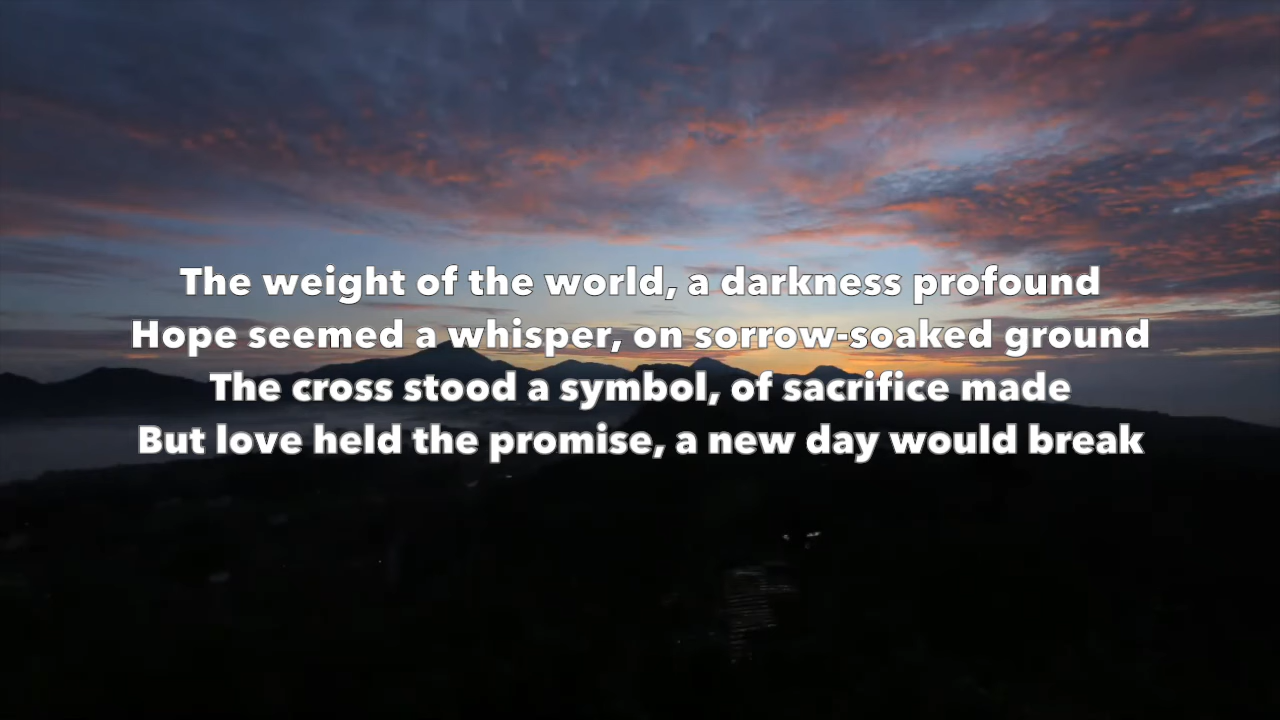 The weight of the world, a darkness profound
Hope seemed a whisper, on sorrow-soaked ground
The cross stood a symbol, of sacrifice made
But love held the promise, a new day would break